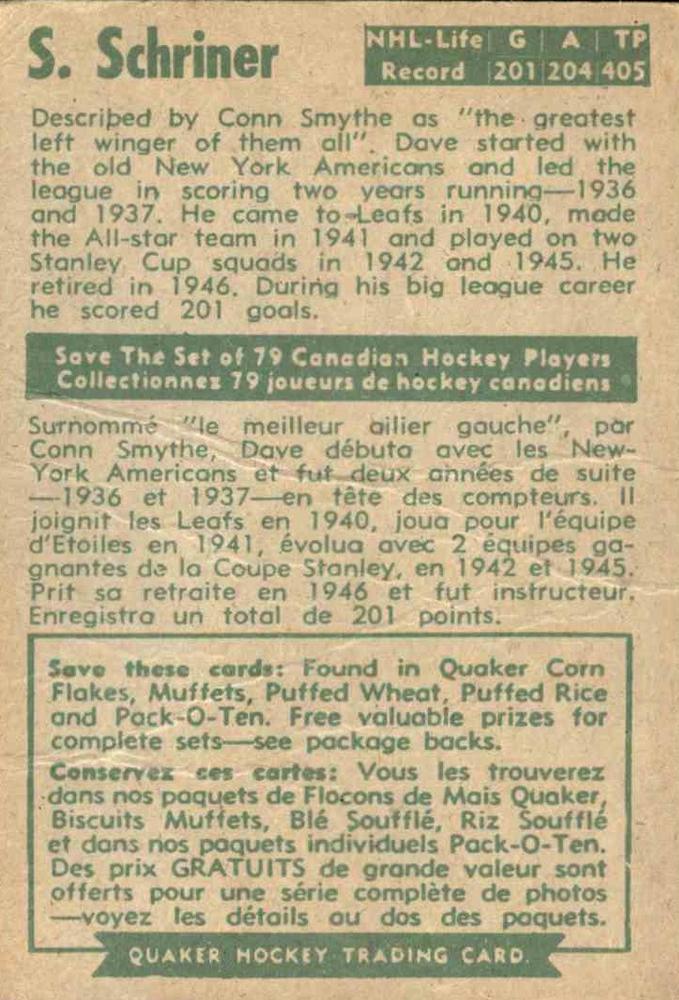 S. Schriner
NHL-Life G A TP
Record 201 204 405
Described by Conn Smythe as "the greatest
left winger of them all". Dave started with
the old New York Americans and led the
league in scoring two years running—1936
and 1937. He came to Leafs in 1940, made
the All-star team in 1941 and played on two
Stanley Cup squads in 1942 and 1945. He
retired in 1946. During his big league career
he scored 201 goals.
Save The Set of 79 Canadian Hockey Players
Collectionnez 79 joueurs de hockey canadiens
Surnommé "le meilleur ailier gauche", par
Conn Smythe, Dave débuta avec les New-
York Americans et fut deux années de suite
—1936 et 1937—en tête des compteurs. Il
joignit les Leafs en 1940, joua pour l'équipe
d'Etoiles en 1941, évolua avec 2 équipes ga-
gnantes de la Coupe Stanley, en 1942 et 1945.
Prit sa retraite en 1946 et fut instructeur.
Enregistra un total de 201 points.
Save these cards: Found in Quaker Corn
Flakes, Muffets, Puffed Wheat, Puffed Rice
and Pack-O-Ten. Free valuable prizes for
complete sets—see package backs.
Conservez ces cartes: Vous les trouverez
dans nos paquets de Flocons de Mais Quaker,
Biscuits Muffets, Blé Soufflé, Riz Soufflé
et dans nos paquets individuels Pack-O-Ten.
Des prix GRATUITS de grande valeur sont
offerts pour une série complète de photos
—voyez les détails au dos des paquets.
QUAKER HOCKEY TRADING CARD.